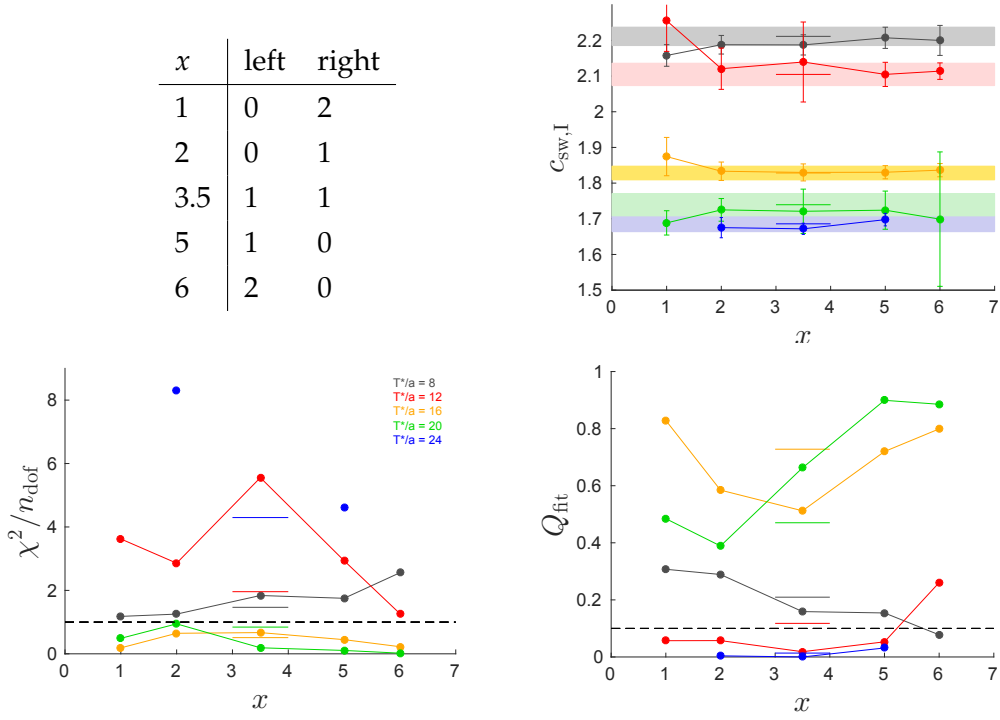 x left right
1 0 2
2 0 1
3.5 1 1
5 1 0
6 2 0
2.2
2.1
2
1.9
1.8
1.7
1.6
1.5
c_sw,I
0 1 2 3 4 5 6 7
x
8
6
4
2
0
χ²/n_dof
T*/a = 8
T*/a = 12
T*/a = 16
T*/a = 20
T*/a = 24
0 1 2 3 4 5 6 7
x
1
0.8
0.6
0.4
0.2
0
Q_fit
0 1 2 3 4 5 6 7
x